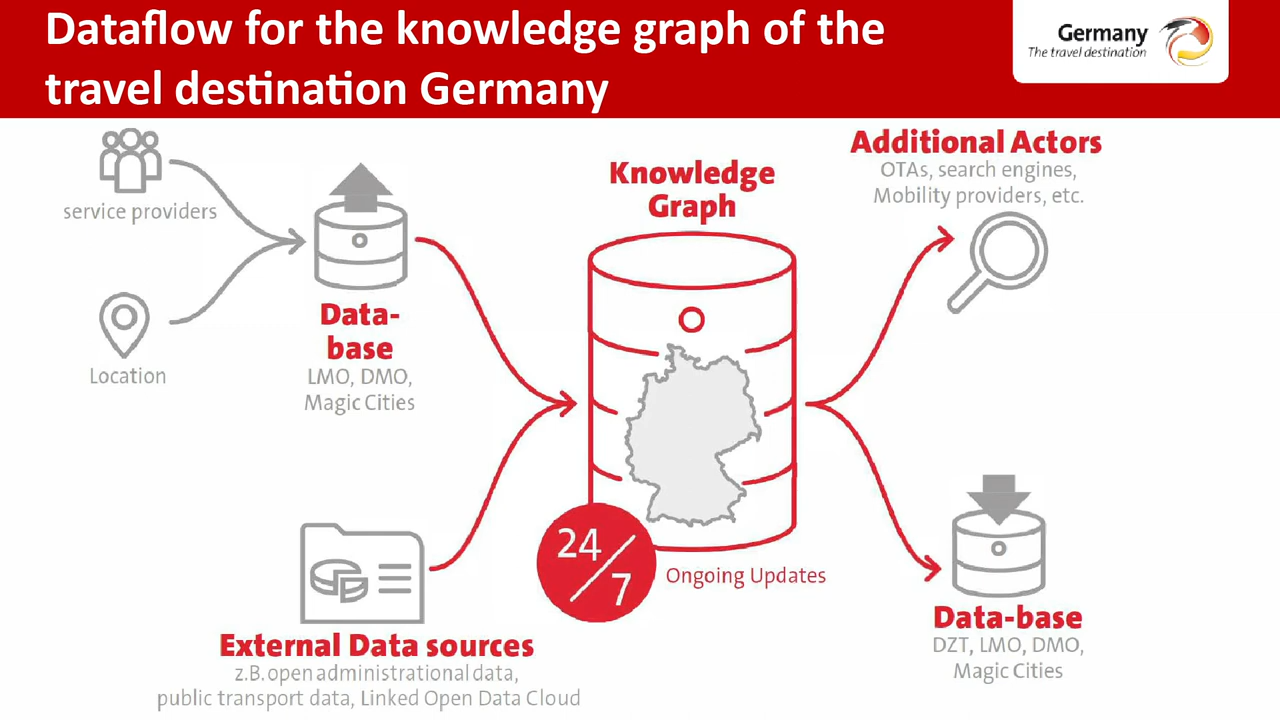 Dataflow for the knowledge graph of the
travel destination Germany
Germany
The travel destination
service providers
Location
Data-
base
LMO, DMO,
Magic Cities
External Data sources
z.B. open administrational data,
public transport data, Linked Open Data Cloud
Knowledge
Graph
24/7
Ongoing Updates
Additional Actors
OTAs, search engines,
Mobility providers, etc.
Data-base
DZT, LMO, DMO,
Magic Cities